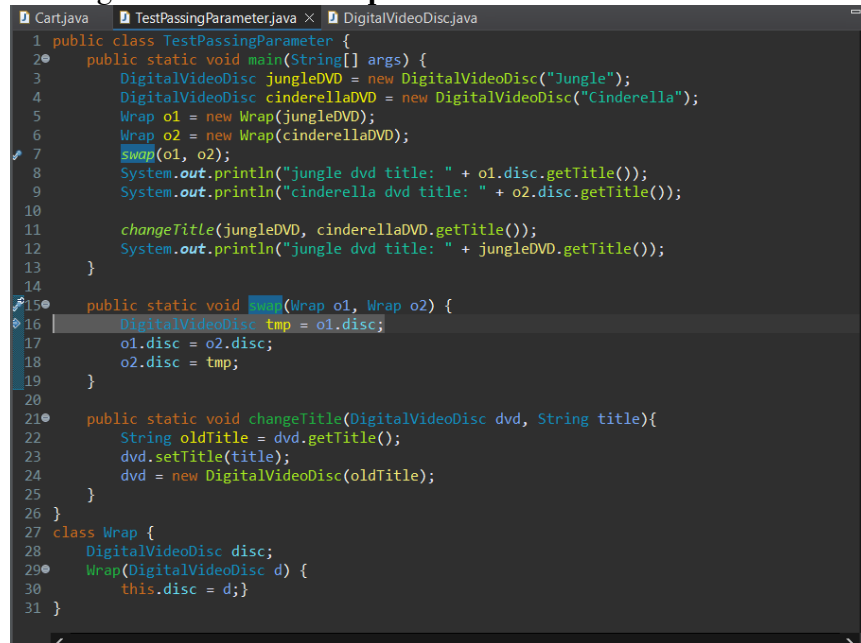 Cart.java TestPassingParameter.java × DigitalVideoDisc.java
1 public class TestPassingParameter {
2 public static void main(String[] args) {
3 DigitalVideoDisc jungleDVD = new DigitalVideoDisc("Jungle");
4 DigitalVideoDisc cinderellaDVD = new DigitalVideoDisc("Cinderella");
5 Wrap o1 = new Wrap(jungleDVD);
6 Wrap o2 = new Wrap(cinderellaDVD);
7 swap(o1, o2);
8 System.out.println("jungle dvd title: " + o1.disc.getTitle());
9 System.out.println("cinderella dvd title: " + o2.disc.getTitle());
10
11 changeTitle(jungleDVD, cinderellaDVD.getTitle());
12 System.out.println("jungle dvd title: " + jungleDVD.getTitle());
13 }
14
15 public static void swap(Wrap o1, Wrap o2) {
16 DigitalVideoDisc tmp = o1.disc;
17 o1.disc = o2.disc;
18 o2.disc = tmp;
19 }
20
21 public static void changeTitle(DigitalVideoDisc dvd, String title){
22 String oldTitle = dvd.getTitle();
23 dvd.setTitle(title);
24 dvd = new DigitalVideoDisc(oldTitle);
25 }
26 }
27 class Wrap {
28 DigitalVideoDisc disc;
29 Wrap(DigitalVideoDisc d) {
30 this.disc = d;}
31 }